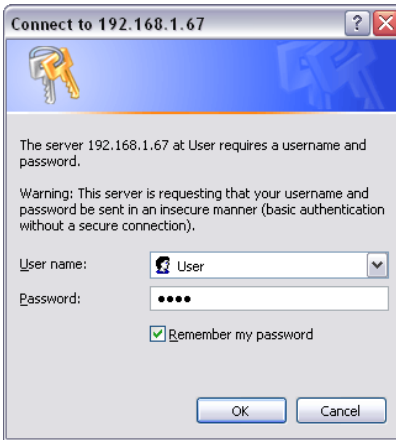 Connect to 192.168.1.67
The server 192.168.1.67 at User requires a username and
password.
Warning: This server is requesting that your username and
password be sent in an insecure manner (basic authentication
without a secure connection).
User name:
User
Password:
••••
Remember my password
OK
Cancel